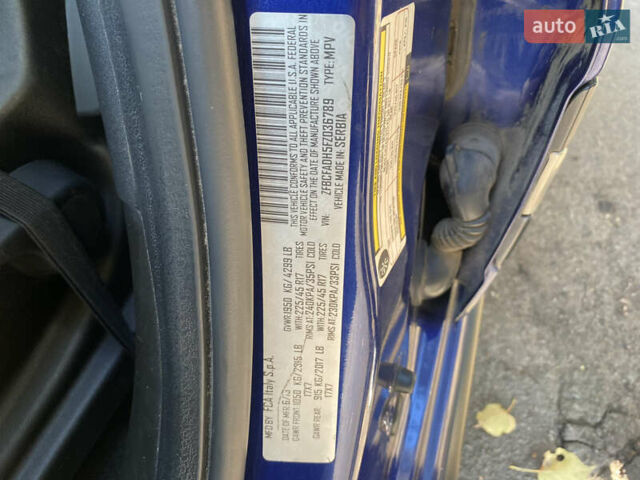 MFD BY FCA Italy S.p.A.
DATE OF MFR:
GVWR:1950 KG/4299 LB
GAWR FRONT:1050 KG/2315 LB WITH:225/45 R17 TIRES
17X7 RIMS AT:240KPA/35PSI COLD
GAWR REAR: 915 KG/2017 LB WITH:225/45 R17 TIRES
17X7 RIMS AT:230KPA/33PSI COLD
THIS VEHICLE CONFORMS TO ALL APPLICABLE U.S.A. FEDERAL
MOTOR VEHICLE SAFETY AND THEFT PREVENTION STANDARDS IN
EFFECT ON THE DATE OF MANUFACTURE SHOWN ABOVE
VIN: ZFBCFADH5FZ036789 TYPE:MPV
VEHICLE MADE IN: SERBIA
auto
RIA